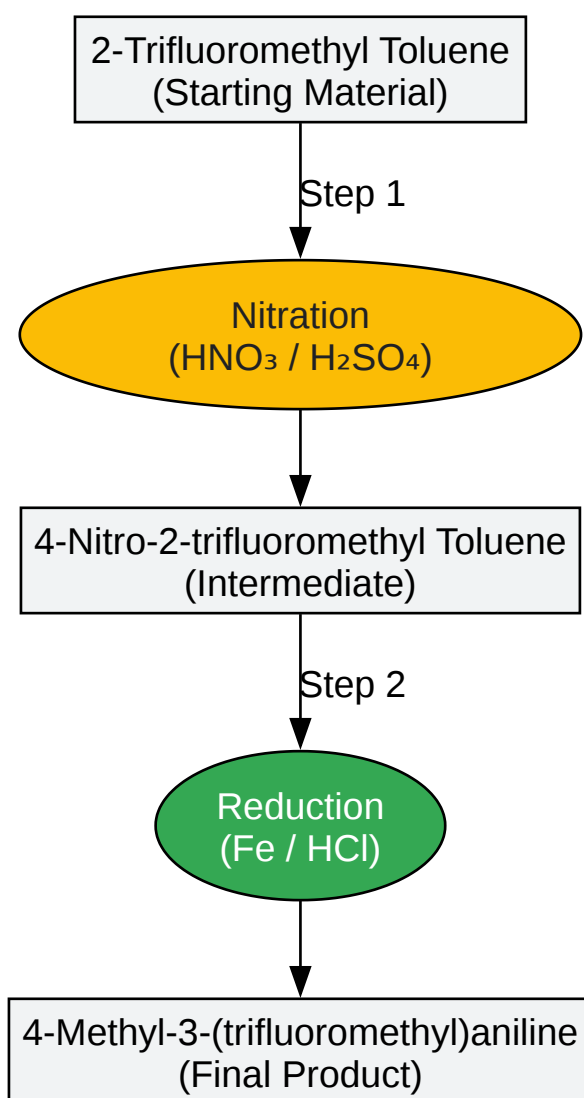 2-Trifluoromethyl Toluene
(Starting Material)
Step 1
Nitration
(HNO₃ / H₂SO₄)
4-Nitro-2-trifluoromethyl Toluene
(Intermediate)
Step 2
Reduction
(Fe / HCl)
4-Methyl-3-(trifluoromethyl)aniline
(Final Product)